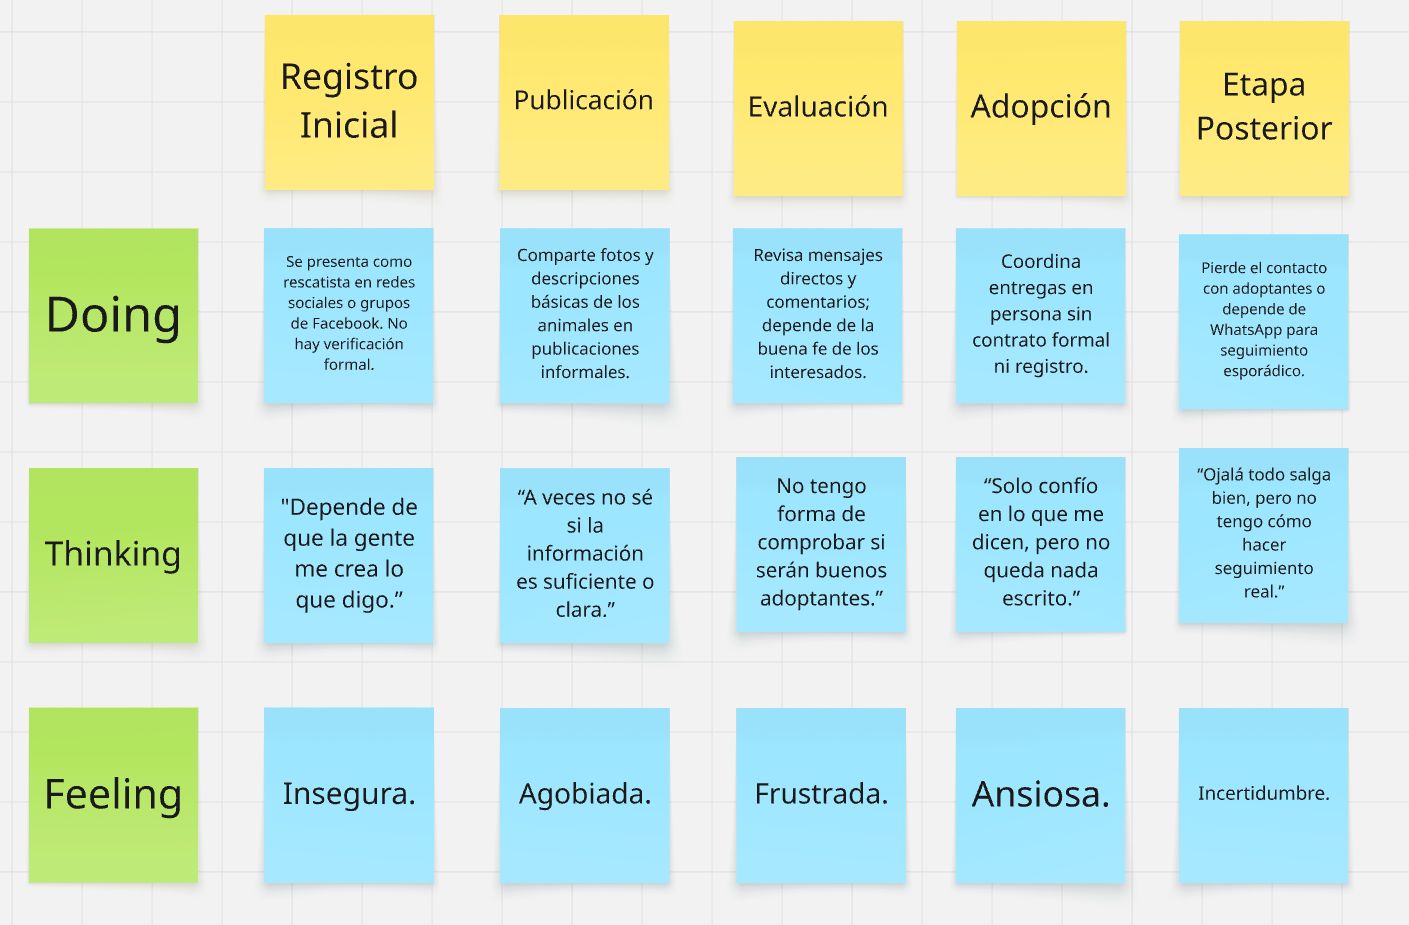 Registro
Inicial
Publicación
Evaluación
Adopción
Etapa
Posterior
Doing
Se presenta como
rescatista en redes
sociales o grupos
de Facebook. No
hay verificación
formal.
Comparte fotos y
descripciones
básicas de los
animales en
publicaciones
informales.
Revisa mensajes
directos y
comentarios;
depende de la
buena fe de los
interesados.
Coordina
entregas en
persona sin
contrato formal
ni registro.
Pierde el contacto
con adoptantes o
depende de
WhatsApp para
seguimiento
esporádico.
Thinking
"Depende de
que la gente
me crea lo
que digo.”
“A veces no sé
si la
información
es suficiente o
clara.”
No tengo
forma de
comprobar si
serán buenos
adoptantes.”
“Solo confío
en lo que me
dicen, pero no
queda nada
escrito.”
“Ojalá todo salga
bien, pero no
tengo cómo
hacer
seguimiento
real.”
Feeling
Insegura.
Agobiada.
Frustrada.
Ansiosa.
Incertidumbre.